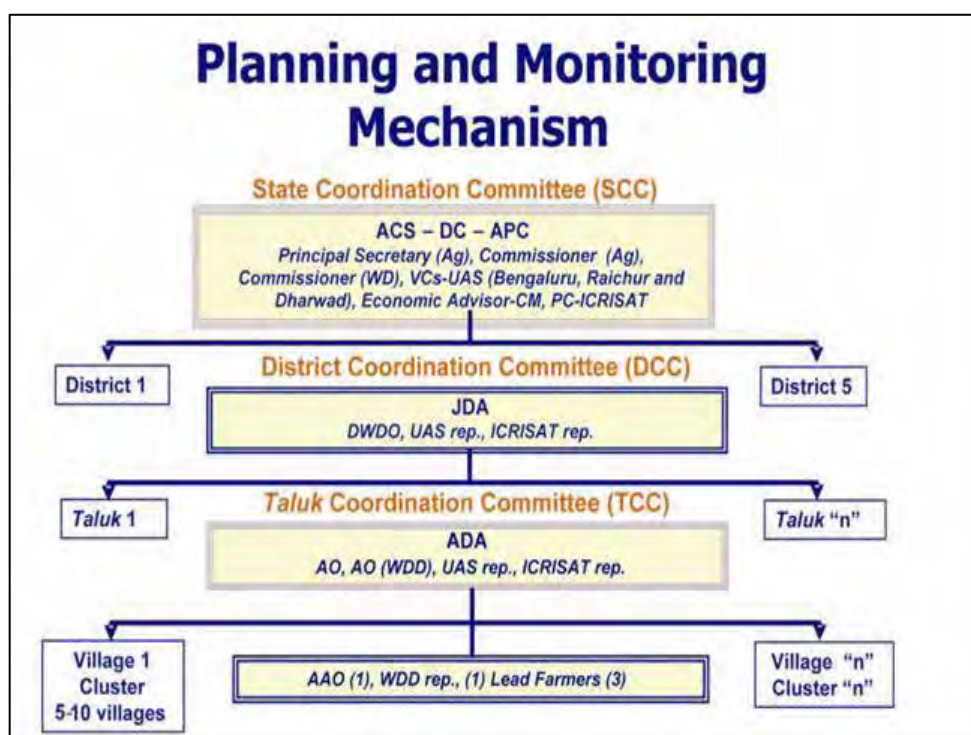 Planning and Monitoring
Mechanism
State Coordination Committee (SCC)
ACS – DC – APC
Principal Secretary (Ag), Commissioner (Ag),
Commissioner (WD), VCs-UAS (Bengaluru, Raichur and
Dharwad), Economic Advisor-CM, PC-ICRISAT
District 1
District Coordination Committee (DCC)
District 5
JDA
DWDO, UAS rep., ICRISAT rep.
Taluk 1
Taluk Coordination Committee (TCC)
Taluk “n”
ADA
AO, AO (WDD), UAS rep., ICRISAT rep.
Village 1
Cluster
5-10 villages
AAO (1), WDD rep., (1) Lead Farmers (3)
Village “n”
Cluster “n”